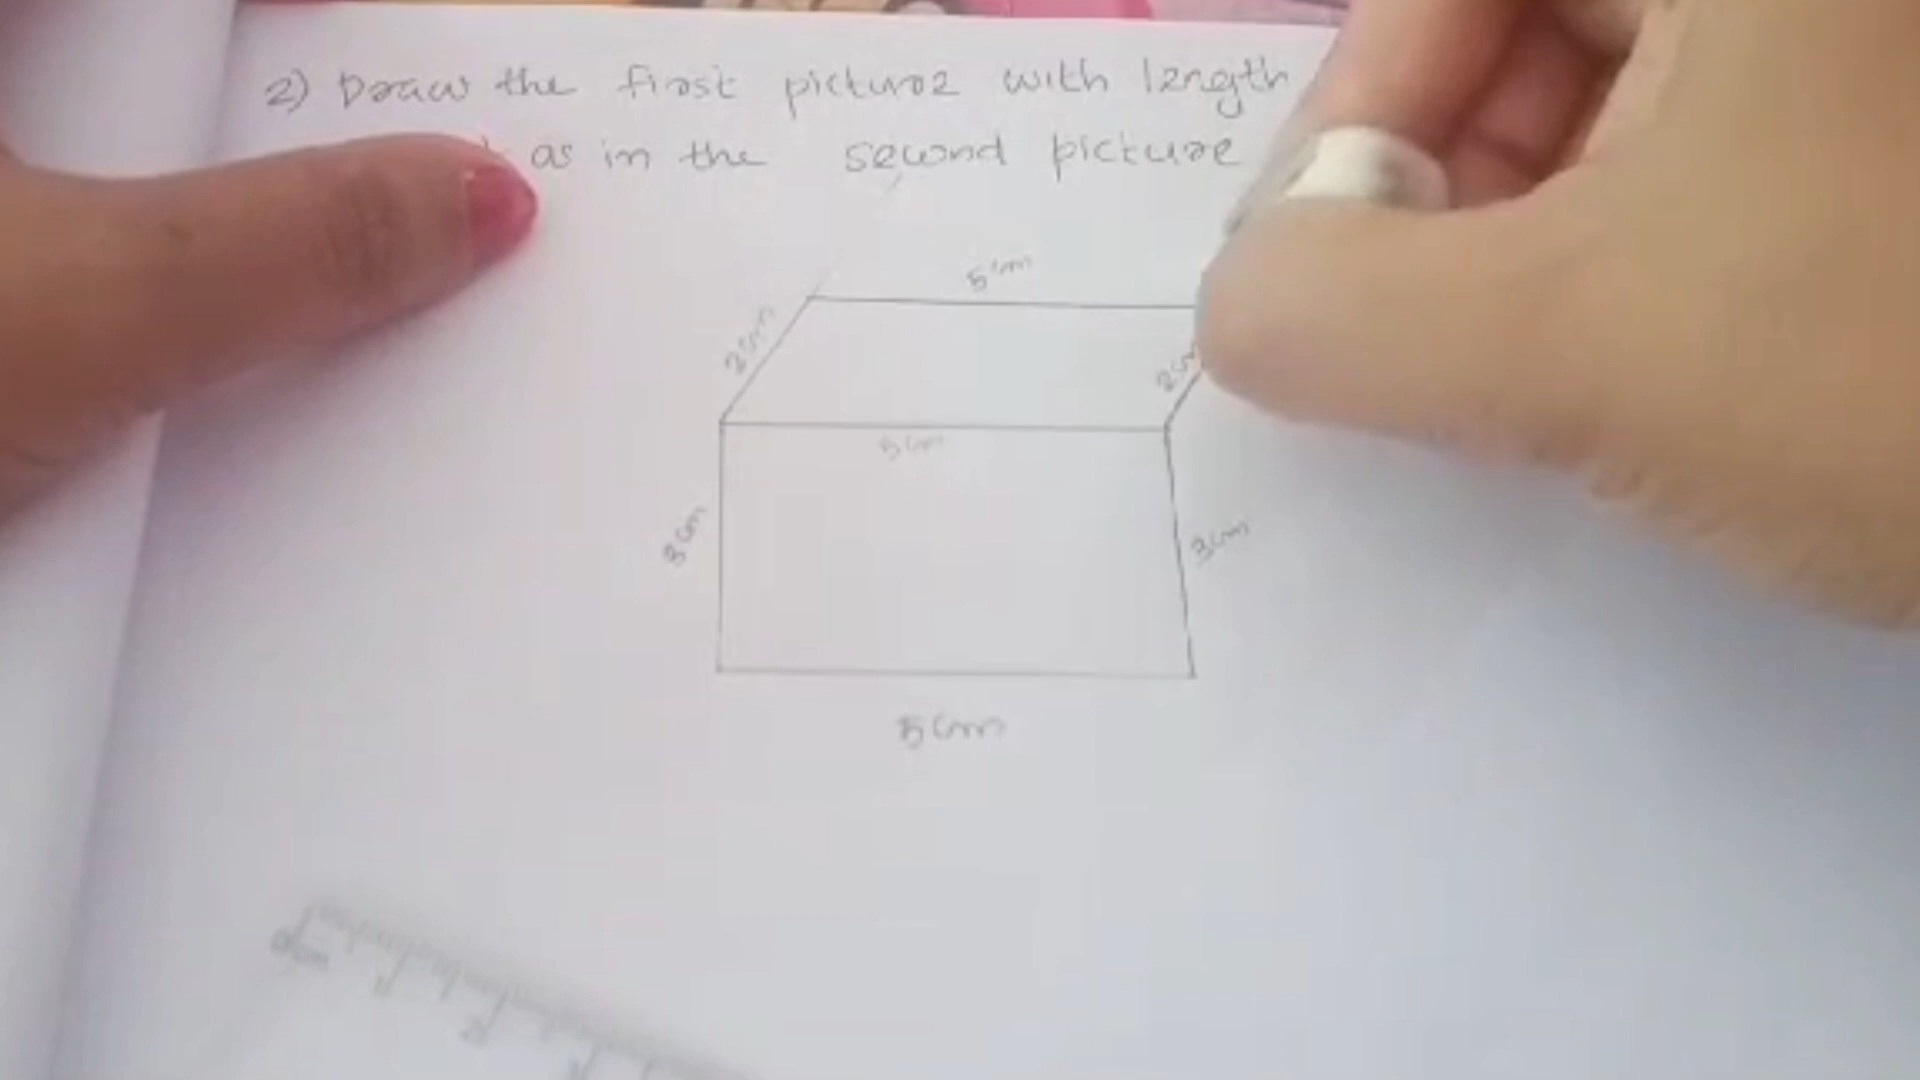 2) Draw the first picture with length
as in the second picture
5cm
2cm
2cm
5cm
3cm
3cm
5cm